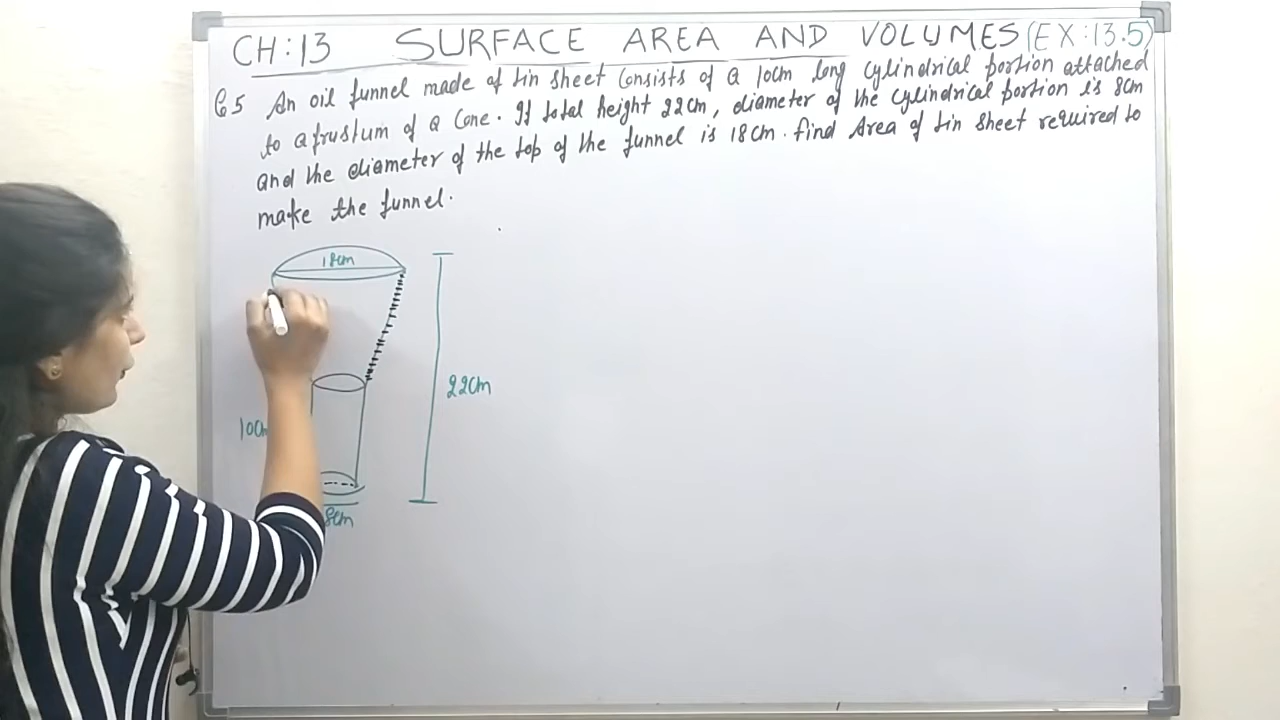 CH:13 SURFACE AREA AND VOLUMES (EX:13.5)
Q5 An oil funnel made of tin sheet consists of a 10cm long cylindrical portion attached
to a frustum of a cone. If total height 22cm, diameter of the cylindrical portion is 8cm
and the diameter of the top of the funnel is 18cm. find Area of tin sheet required to
make the funnel.
18cm
22cm
10cm
8cm